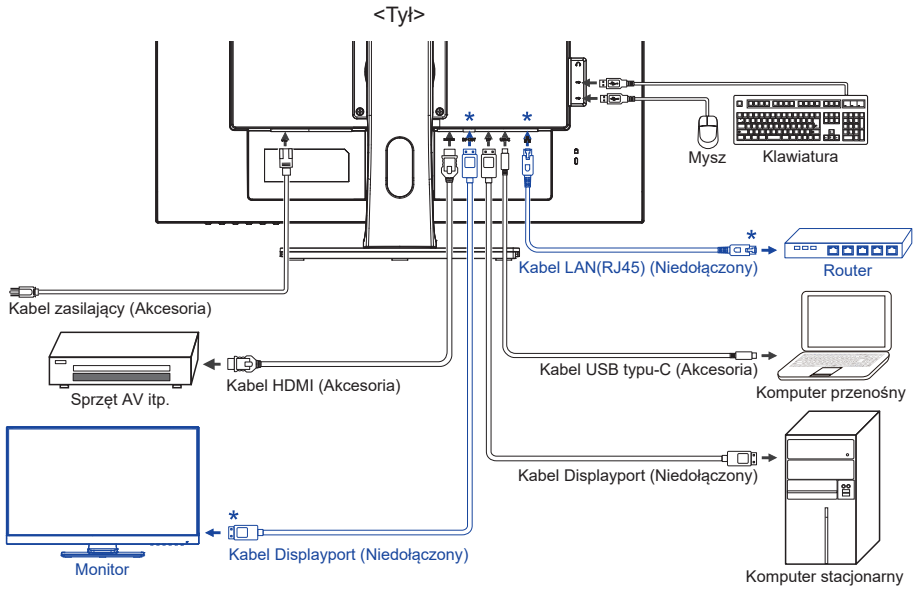 <Tył>
*
*
Mysz
Klawiatura
*
Kabel LAN(RJ45) (Niedołączony)
Router
Kabel zasilający (Akcesoria)
Kabel HDMI (Akcesoria)
Kabel USB typu-C (Akcesoria)
Sprzęt AV itp.
Komputer przenośny
Kabel Displayport (Niedołączony)
*
Kabel Displayport (Niedołączony)
Monitor
Komputer stacjonarny